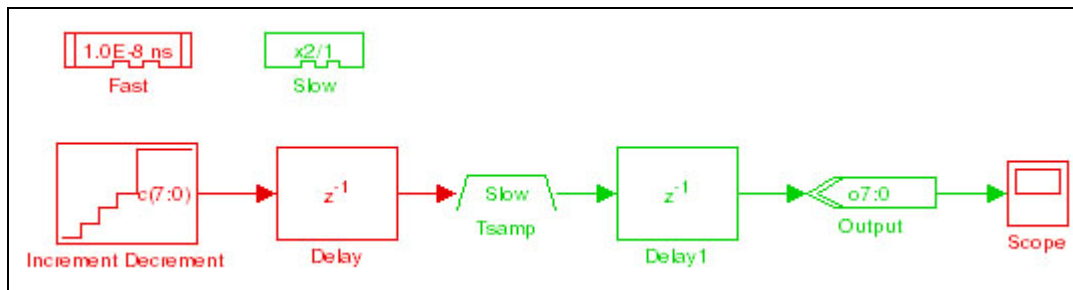 1.0E-8 ns
Fast
x2/1
Slow
c(7:0)
Increment Decrement
z-1
Delay
Slow
Tsamp
z-1
Delay1
o7:0
Output
Scope